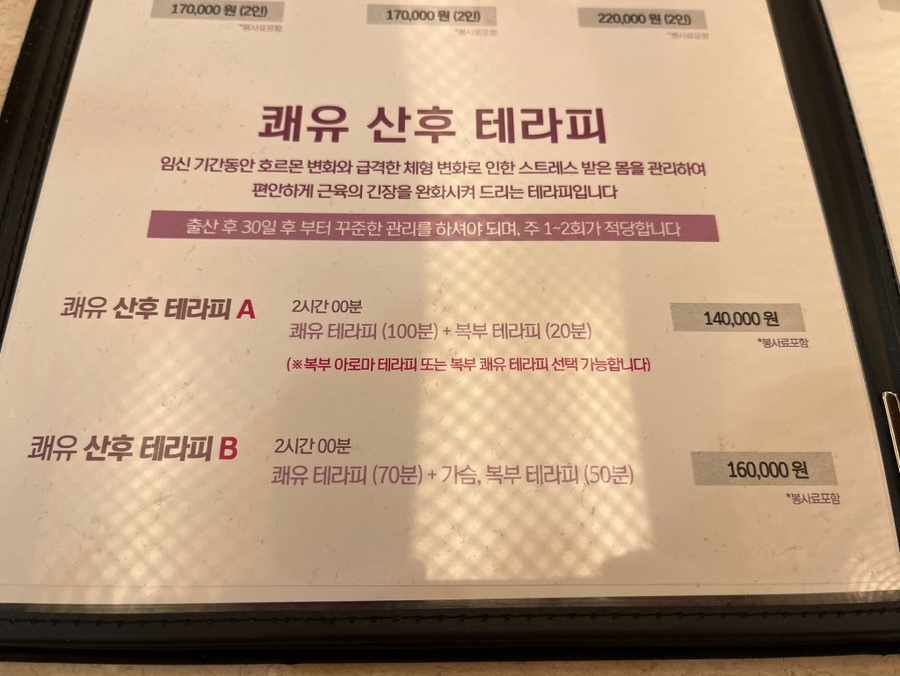 170,000 원 (2인)
170,000 원 (2인)
220,000 원 (2인)
*봉사료포함
*봉사료포함
*봉사료포함
쾌유 산후 테라피
임신 기간동안 호르몬 변화와 급격한 체형 변화로 인한 스트레스 받은 몸을 관리하여
편안하게 근육의 긴장을 완화시켜 드리는 테라피입니다
출산 후 30일 후 부터 꾸준한 관리를 하셔야 되며, 주 1~2회가 적당합니다
쾌유 산후 테라피 A
2시간 00분
쾌유 테라피 (100분) + 복부 테라피 (20분)
(※복부 아로마 테라피 또는 복부 쾌유 테라피 선택 가능합니다)
140,000 원
*봉사료포함
쾌유 산후 테라피 B
2시간 00분
쾌유 테라피 (70분) + 가슴, 복부 테라피 (50분)
160,000 원
*봉사료포함